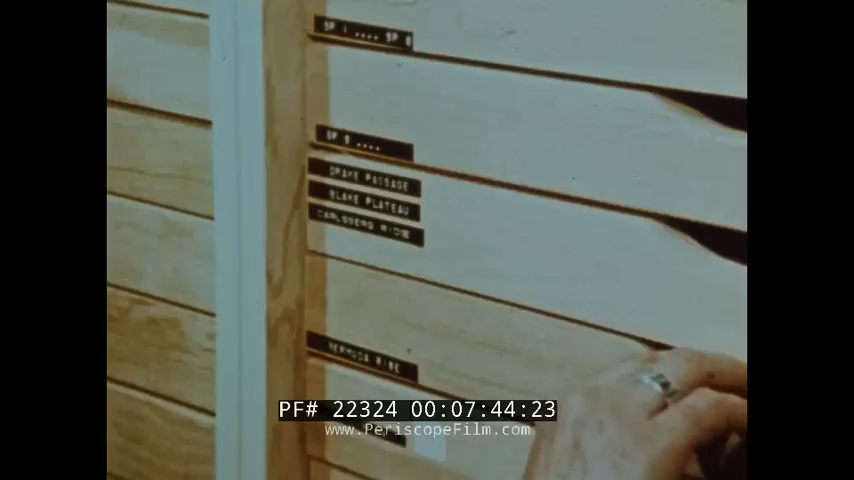 SP 1 .... SP 8
SP 9 ....
DRAKE PASSAGE
BLAKE PLATEAU
CARLSBERG RIDGE
BERMUDA RISE
PF# 22324 00:07:44:23
www.PeriscopeFilm.com